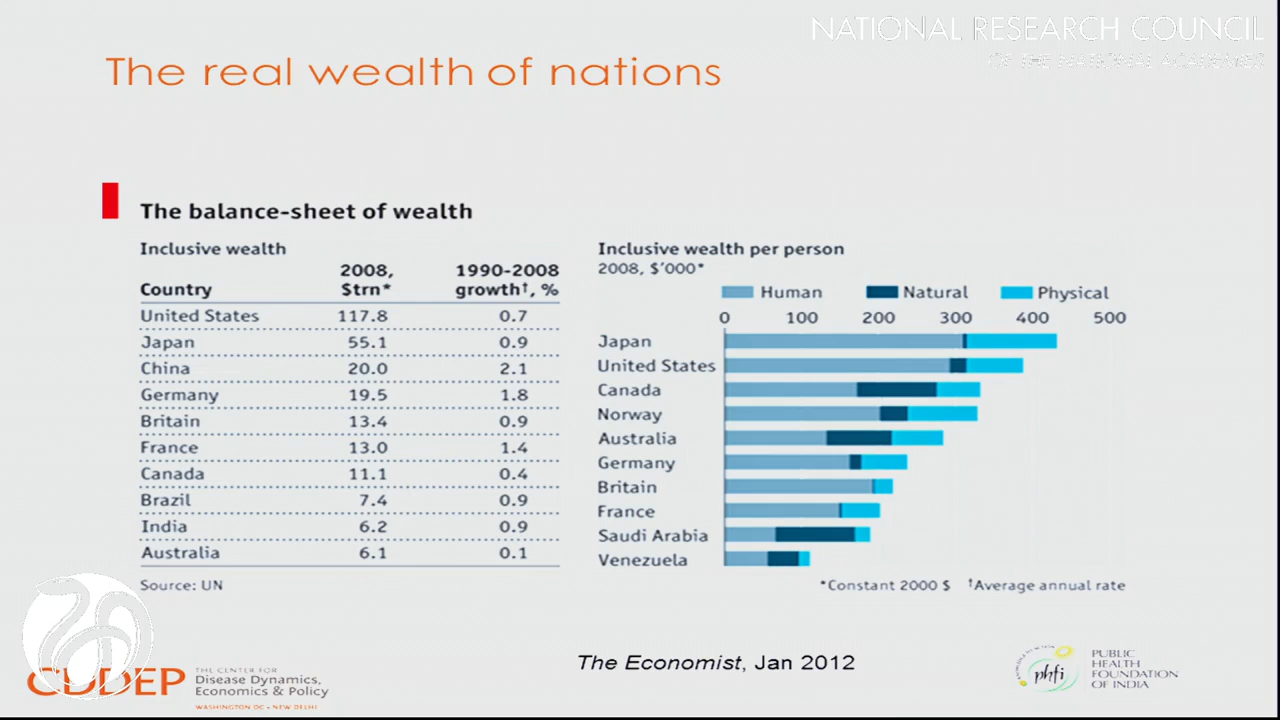 NATIONAL RESEARCH COUNCIL
OF THE NATIONAL ACADEMIES
The real wealth of nations
The balance-sheet of wealth
Inclusive wealth
Country 2008, $trn* 1990-2008 growth†, %
United States 117.8 0.7
Japan 55.1 0.9
China 20.0 2.1
Germany 19.5 1.8
Britain 13.4 0.9
France 13.0 1.4
Canada 11.1 0.4
Brazil 7.4 0.9
India 6.2 0.9
Australia 6.1 0.1
Source: UN
Inclusive wealth per person
2008, $'000*
Human Natural Physical
0 100 200 300 400 500
Japan
United States
Canada
Norway
Australia
Germany
Britain
France
Saudi Arabia
Venezuela
*Constant 2000 $ †Average annual rate
The Economist, Jan 2012
CDDEP
THE CENTER FOR
Disease Dynamics,
Economics & Policy
WASHINGTON DC • NEW DELHI
phfi
PUBLIC
HEALTH
FOUNDATION
OF INDIA